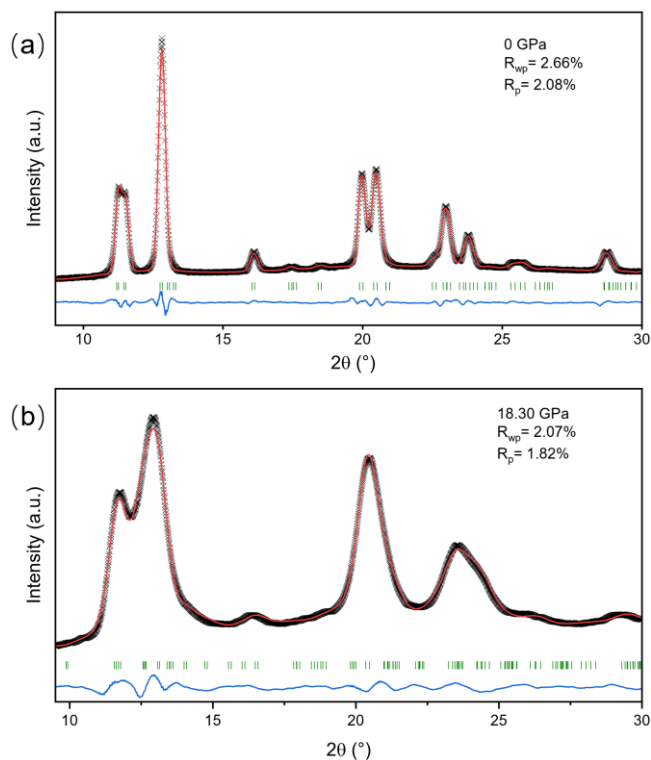 (a)
0 GPa
R_wp= 2.66%
R_p= 2.08%
Intensity (a.u.)
10 15 20 25 30
2θ (°)
(b)
18.30 GPa
R_wp= 2.07%
R_p= 1.82%
Intensity (a.u.)
10 15 20 25 30
2θ (°)